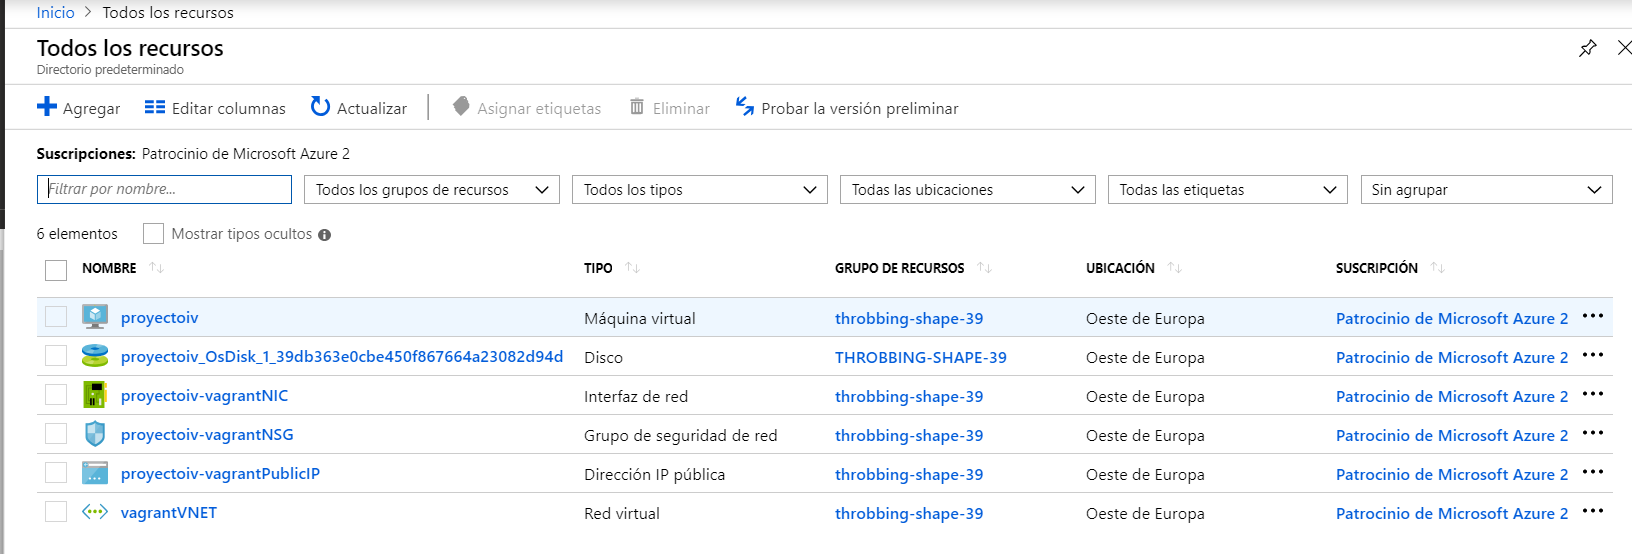 Inicio > Todos los recursos
Todos los recursos
Directorio predeterminado
Agregar Editar columnas Actualizar Asignar etiquetas Eliminar Probar la versión preliminar
Suscripciones: Patrocinio de Microsoft Azure 2
Filtrar por nombre... Todos los grupos de recursos Todos los tipos Todas las ubicaciones Todas las etiquetas Sin agrupar
6 elementos Mostrar tipos ocultos
NOMBRE TIPO GRUPO DE RECURSOS UBICACIÓN SUSCRIPCIÓN
proyectoiv Máquina virtual throbbing-shape-39 Oeste de Europa Patrocinio de Microsoft Azure 2
proyectoiv_OsDisk_1_39db363e0cbe450f867664a23082d94d Disco THROBBING-SHAPE-39 Oeste de Europa Patrocinio de Microsoft Azure 2
proyectoiv-vagrantNIC Interfaz de red throbbing-shape-39 Oeste de Europa Patrocinio de Microsoft Azure 2
proyectoiv-vagrantNSG Grupo de seguridad de red throbbing-shape-39 Oeste de Europa Patrocinio de Microsoft Azure 2
proyectoiv-vagrantPublicIP Dirección IP pública throbbing-shape-39 Oeste de Europa Patrocinio de Microsoft Azure 2
vagrantVNET Red virtual throbbing-shape-39 Oeste de Europa Patrocinio de Microsoft Azure 2